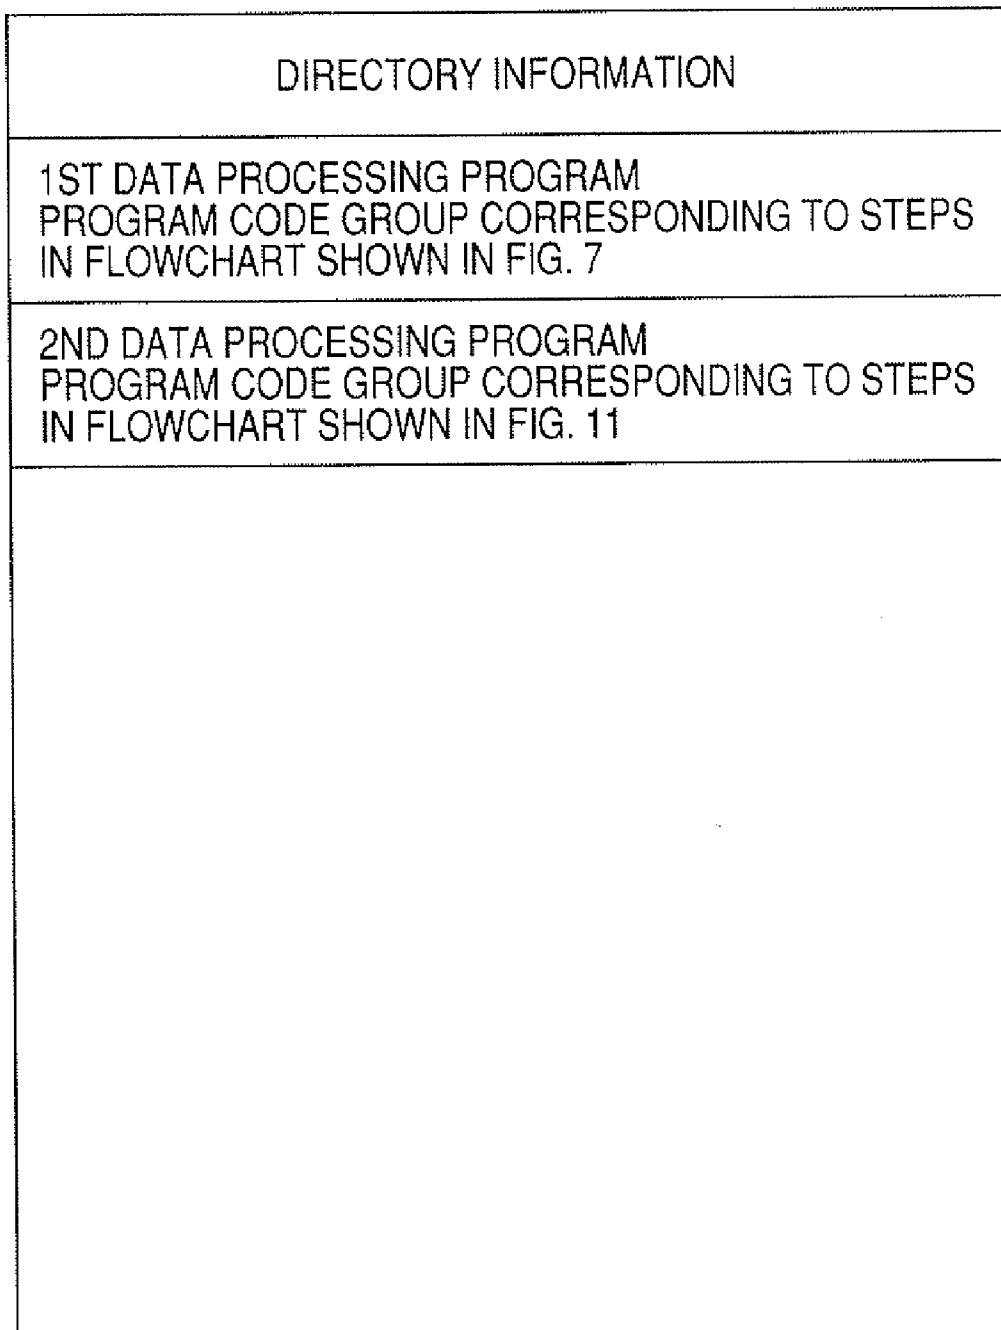 DIRECTORY INFORMATION
1ST DATA PROCESSING PROGRAM
PROGRAM CODE GROUP CORRESPONDING TO STEPS
IN FLOWCHART SHOWN IN FIG. 7
2ND DATA PROCESSING PROGRAM
PROGRAM CODE GROUP CORRESPONDING TO STEPS
IN FLOWCHART SHOWN IN FIG. 11